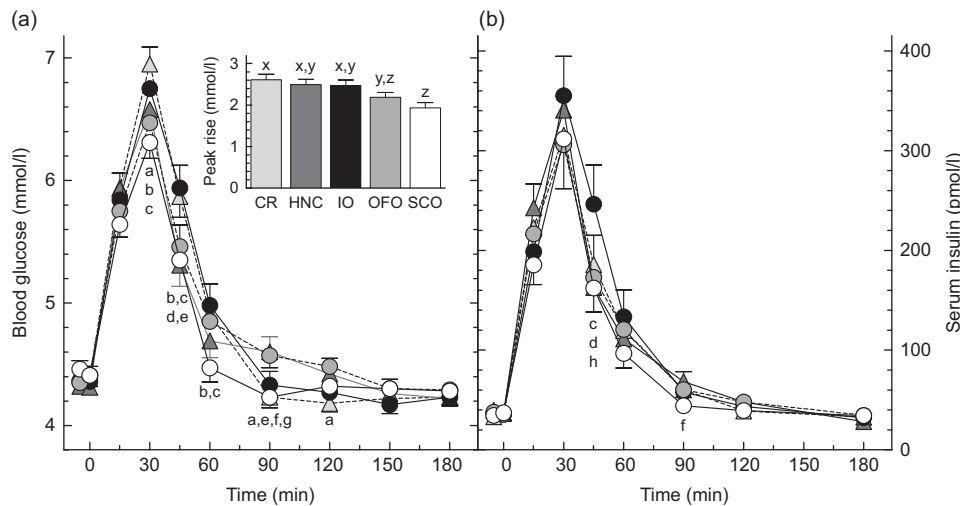 (a)
Blood glucose (mmol/l)
7
6
5
4
0 30 60 90 120 150 180
Time (min)
a
b
c
b,c
d,e
b,c
a,e,f,g
a
Peak rise (mmol/l)
3
2
1
0
x x,y x,y y,z z
CR HNC IO OFO SCO
(b)
Serum insulin (pmol/l)
400
300
200
100
0
0 30 60 90 120 150 180
Time (min)
c
d
h
f